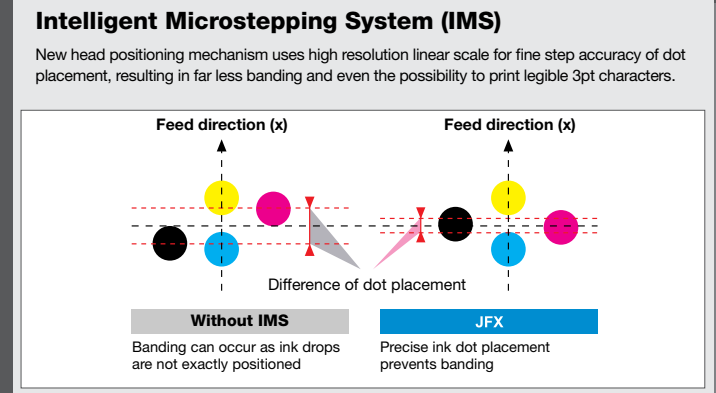 Intelligent Microstepping System (IMS)
New head positioning mechanism uses high resolution linear scale for fine step accuracy of dot
placement, resulting in far less banding and even the possibility to print legible 3pt characters.
Feed direction (x)
Feed direction (x)
Difference of dot placement
Without IMS
JFX
Banding can occur as ink drops
are not exactly positioned
Precise ink dot placement
prevents banding